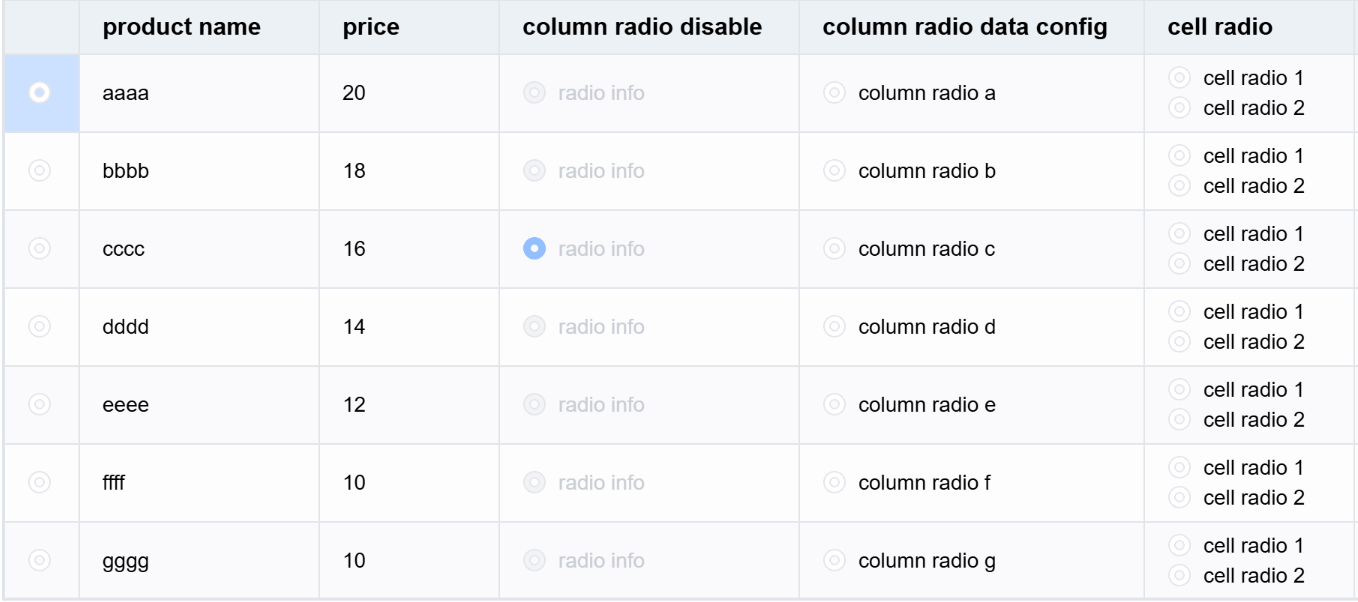 product name price column radio disable column radio data config cell radio
aaaa 20 radio info column radio a cell radio 1
cell radio 2
bbbb 18 radio info column radio b cell radio 1
cell radio 2
cccc 16 radio info column radio c cell radio 1
cell radio 2
dddd 14 radio info column radio d cell radio 1
cell radio 2
eeee 12 radio info column radio e cell radio 1
cell radio 2
ffff 10 radio info column radio f cell radio 1
cell radio 2
gggg 10 radio info column radio g cell radio 1
cell radio 2